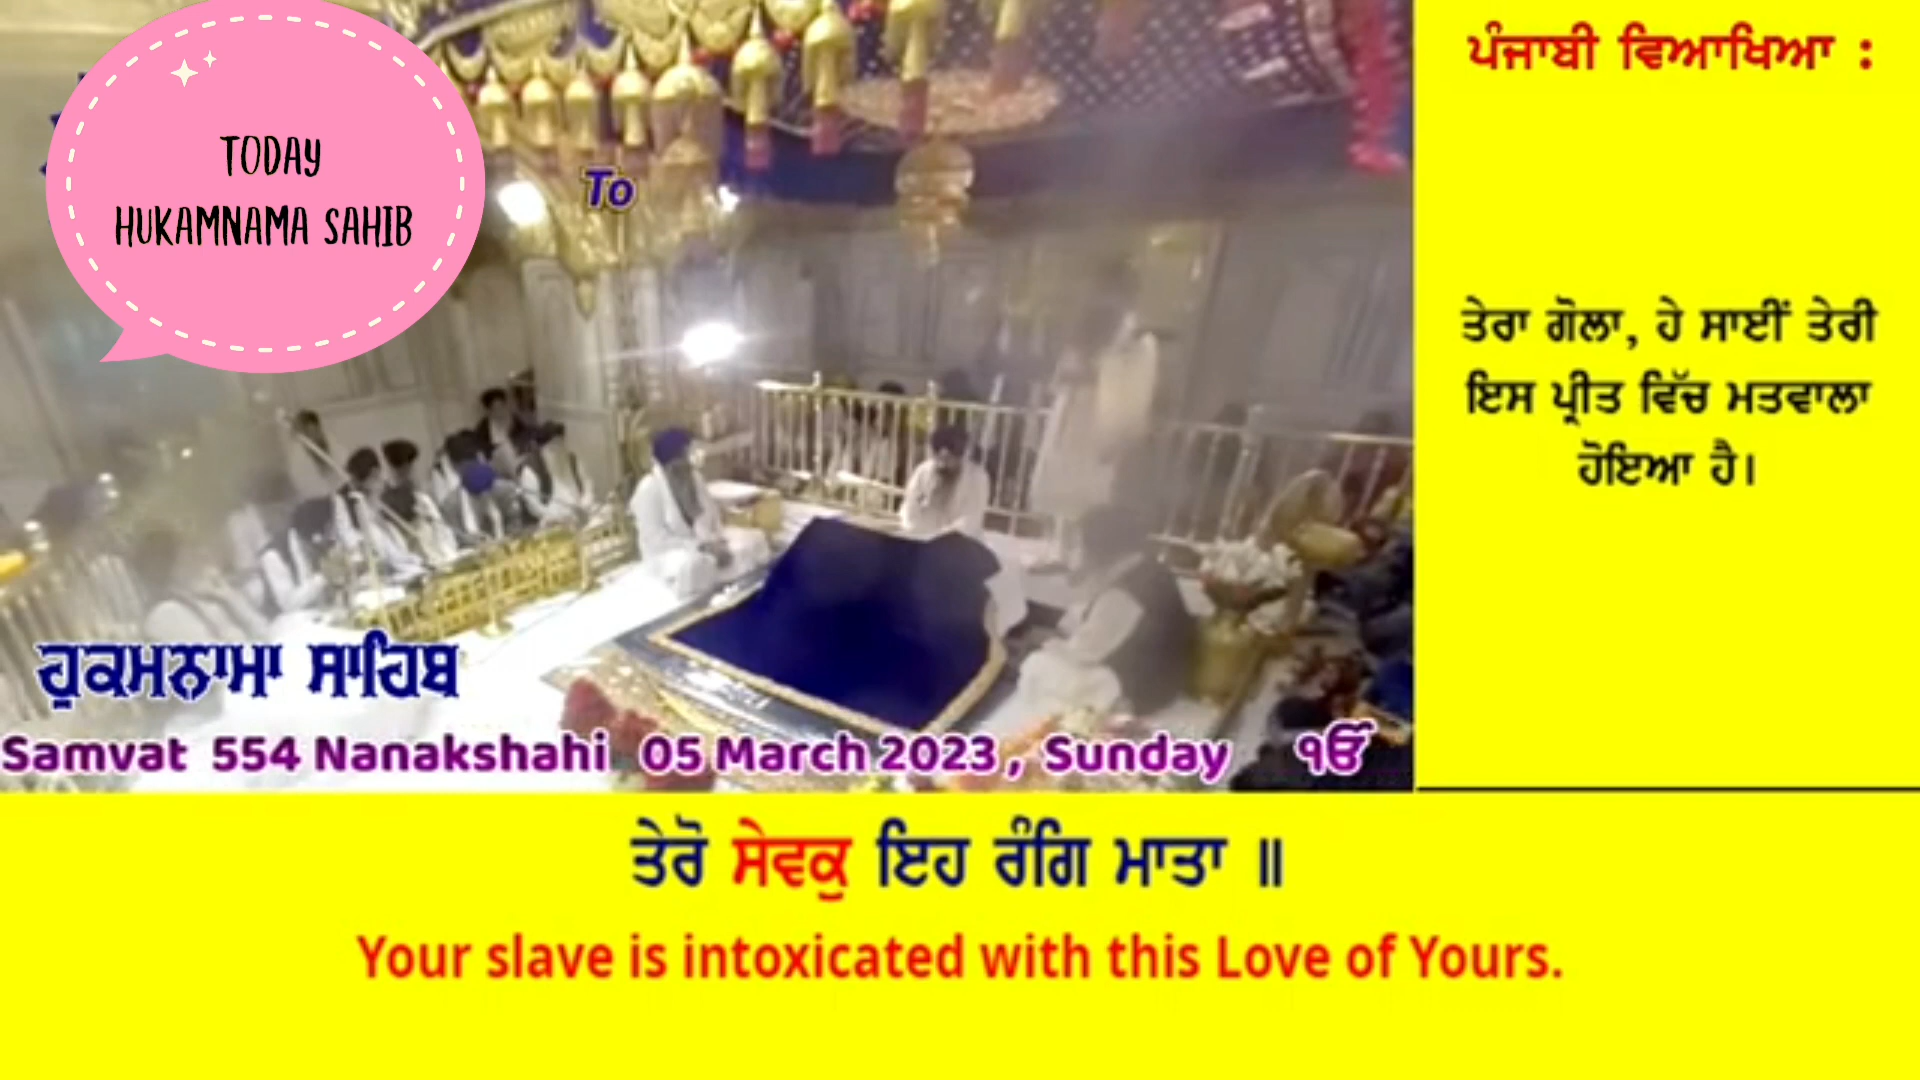 TODAY
HUKAMNAMA SAHIB
To
ਹੁਕਮਨਾਮਾ ਸਾਹਿਬ
Samvat 554 Nanakshahi 05 March 2023, Sunday ੴ
ਪੰਜਾਬੀ ਵਿਆਖਿਆ :
ਤੇਰਾ ਗੋਲਾ, ਹੇ ਸਾਈਂ ਤੇਰੀ
ਇਸ ਪ੍ਰੀਤ ਵਿੱਚ ਮਤਵਾਲਾ
ਹੋਇਆ ਹੈ।
ਤੇਰੋ ਸੇਵਕੁ ਇਹ ਰੰਗਿ ਮਾਤਾ ॥
Your slave is intoxicated with this Love of Yours.